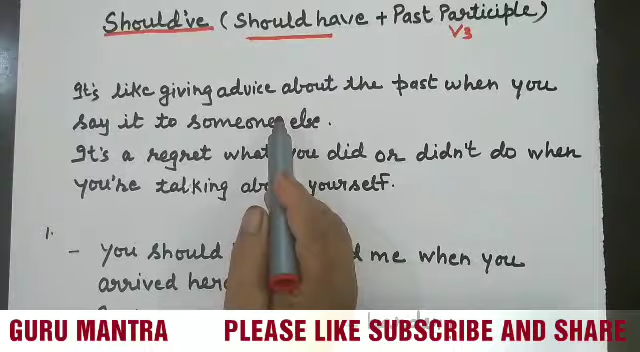 Should've (Should have + Past Participle)
V3
It's like giving advice about the past when you
say it to someone else.
It's a regret what you did or didn't do when
you're talking about yourself.
1.
- You should me when you
arrived here
GURU MANTRA PLEASE LIKE SUBSCRIBE AND SHARE